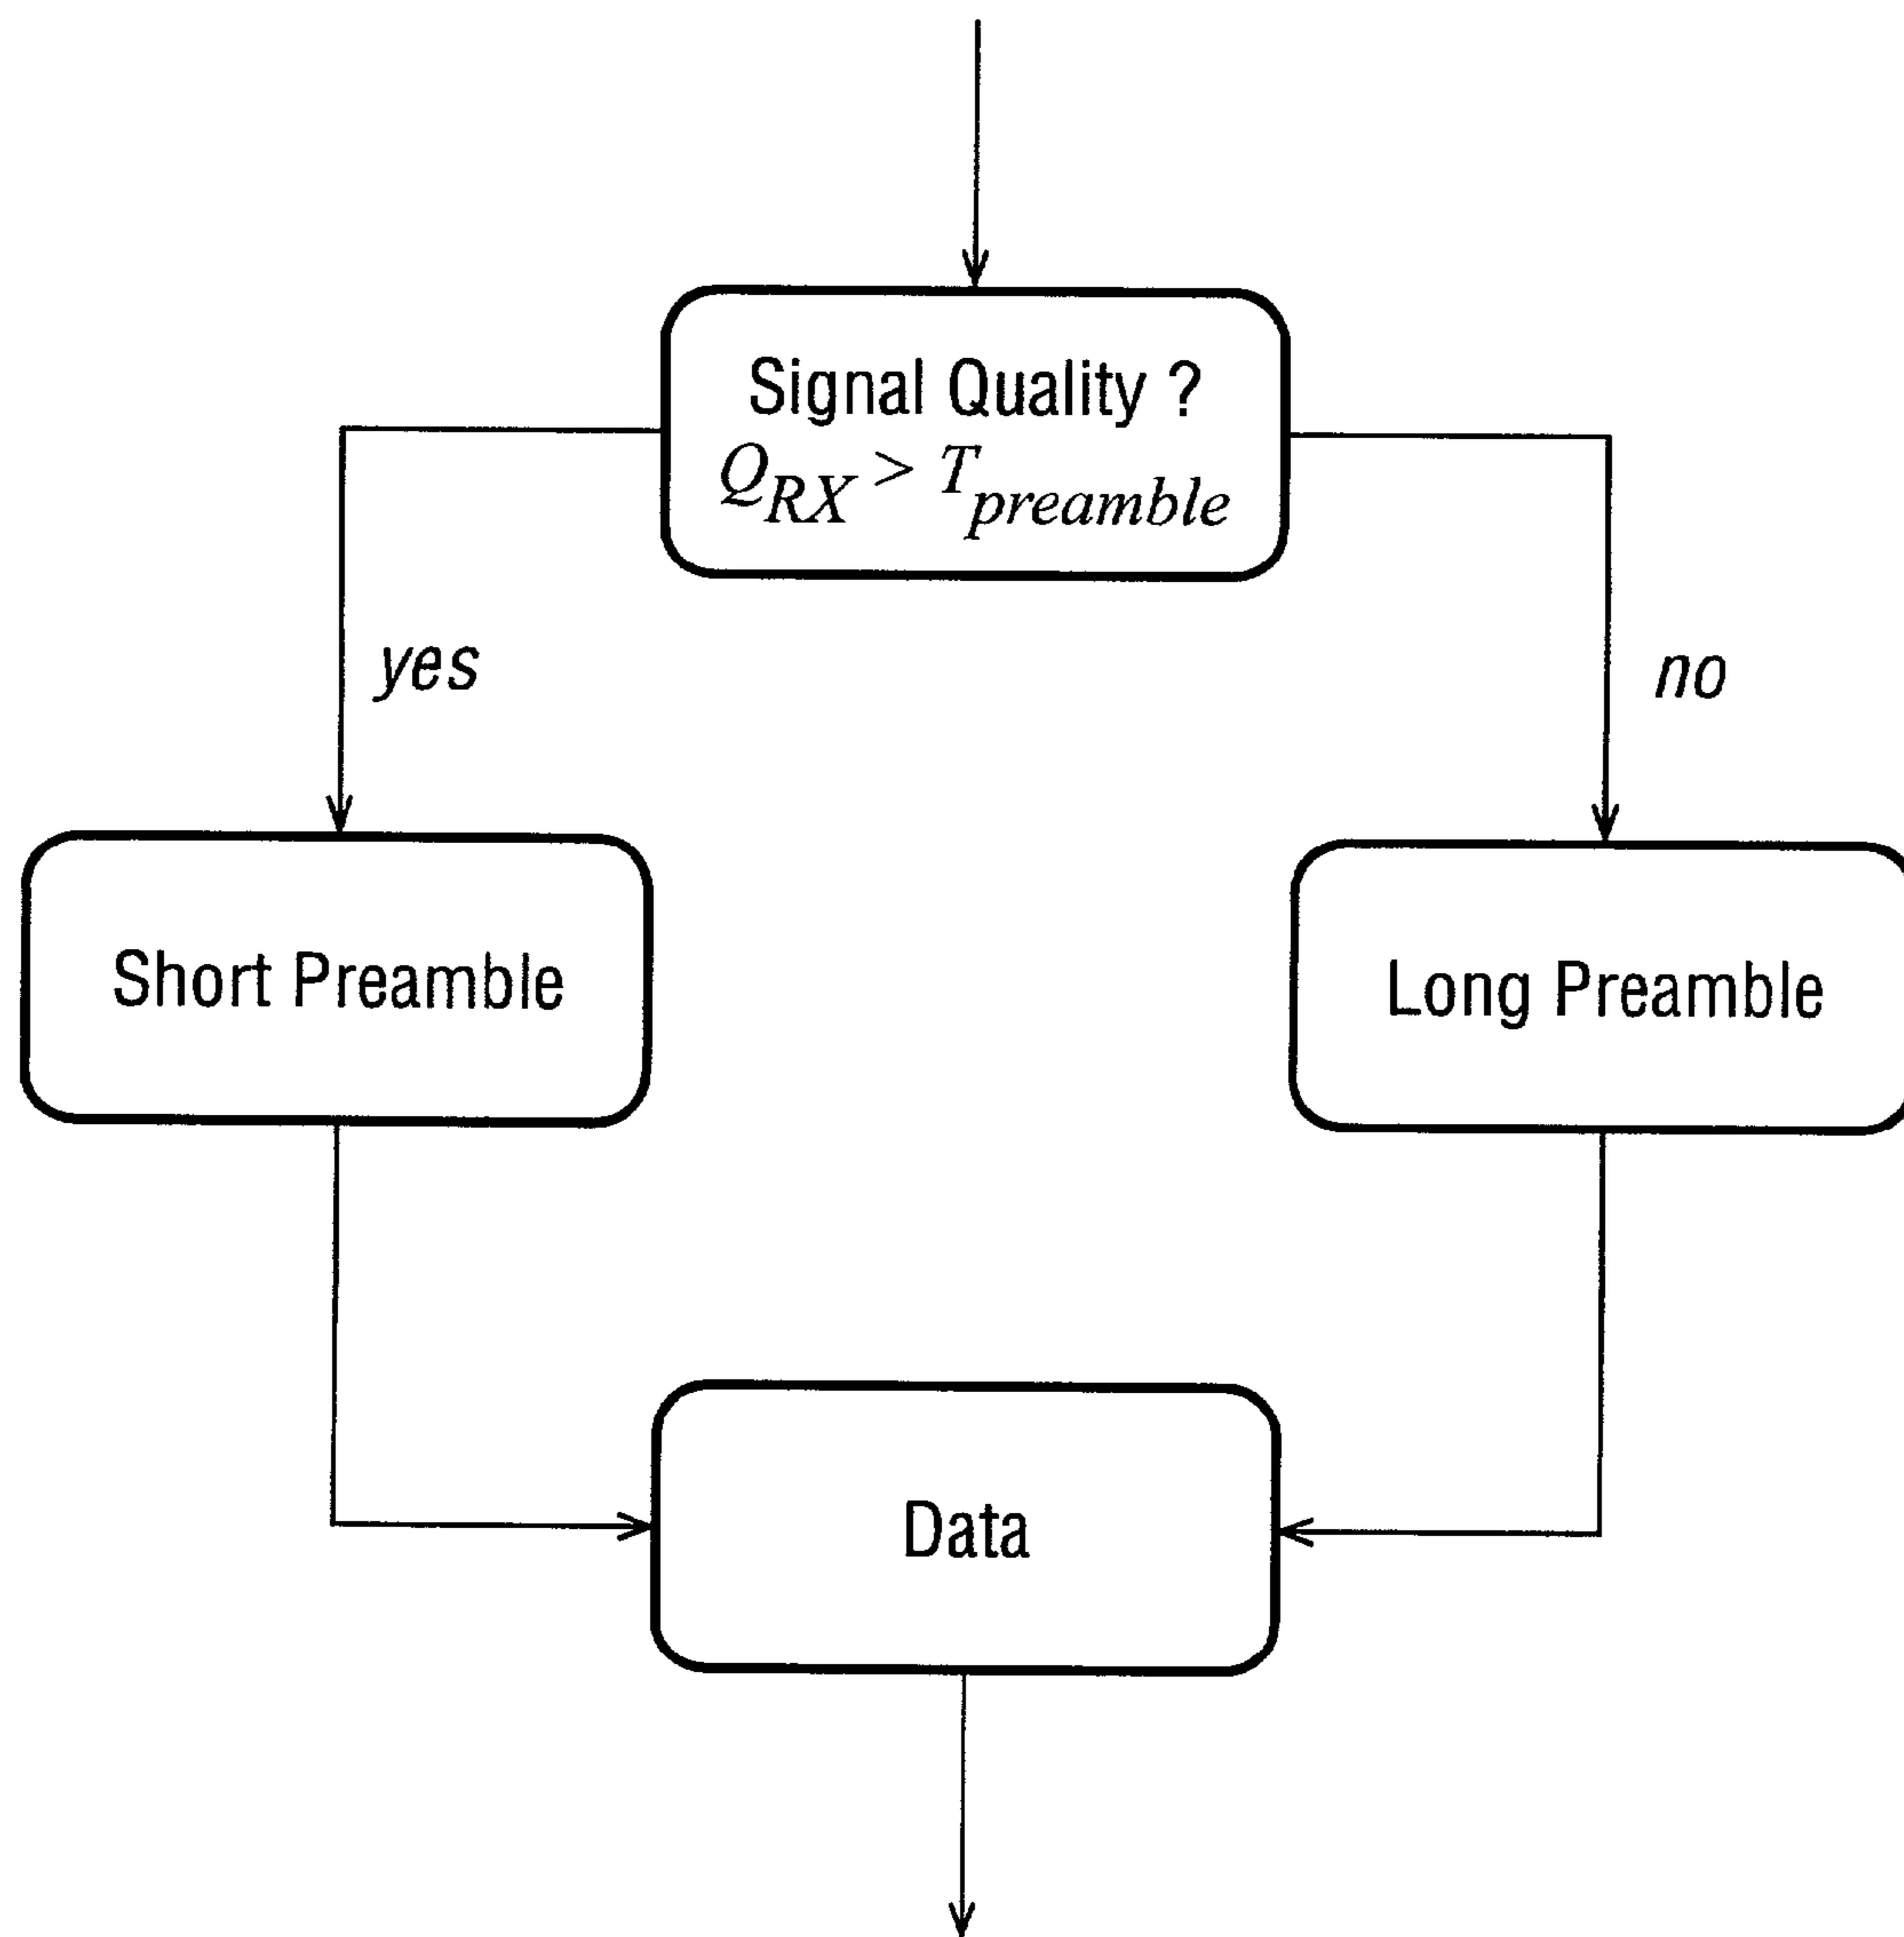 Signal Quality ?
Q_RX > T_preamble
yes
no
Short Preamble
Long Preamble
Data